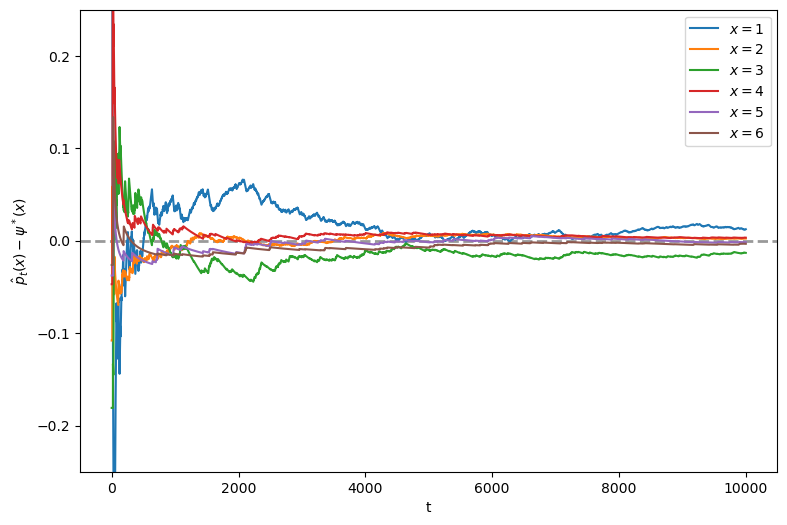 x = 1
x = 2
x = 3
x = 4
x = 5
x = 6
0.2
0.1
0.0
−0.1
−0.2
p̂ₜ(x) − ψ*(x)
0
2000
4000
6000
8000
10000
t